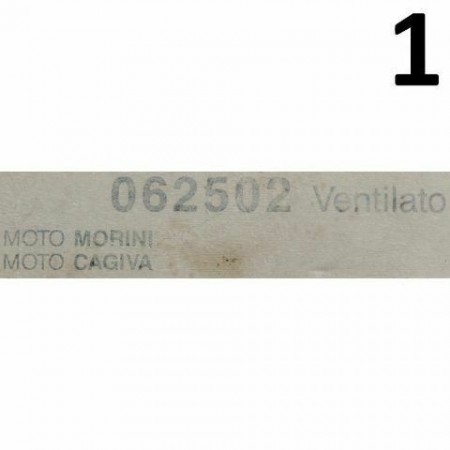 1
062502 Ventilato
MOTO MORINI
MOTO CAGIVA